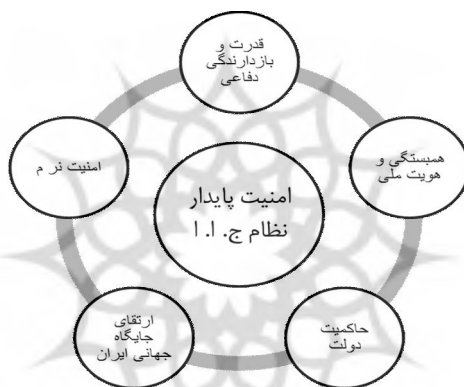 قدرت و
بازدارندگی
دفاعی
همبستگی و
هویت ملی
امنیت نر م
امنیت پایدار
نظام ج. ا. ا
حاکمیت
دولت
ارتقای
جایگاه
جهانی ایران